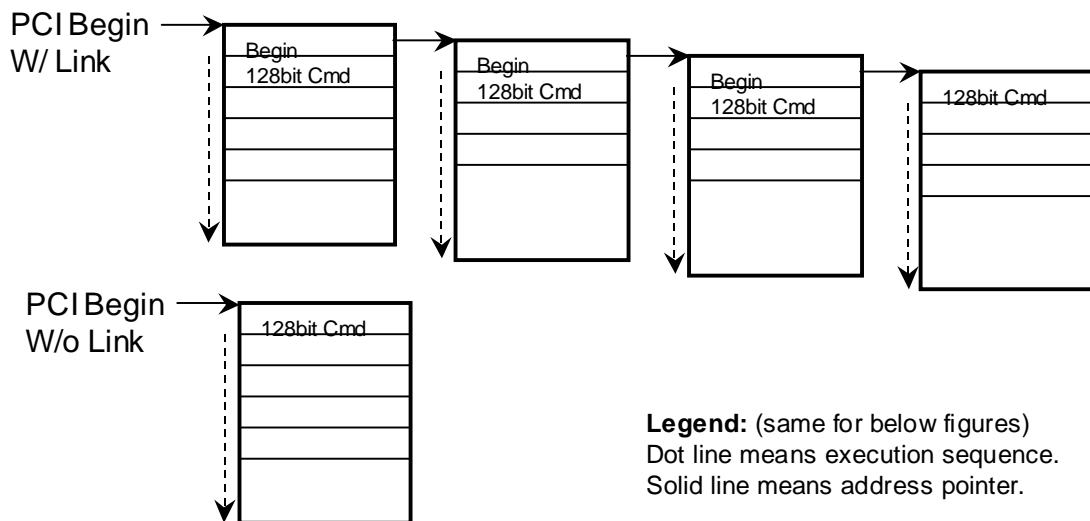 PCI Begin
W/ Link
Begin
128bit Cmd
Begin
128bit Cmd
Begin
128bit Cmd
128bit Cmd
PCI Begin
W/o Link
128bit Cmd
Legend: (same for below figures)
Dot line means execution sequence.
Solid line means address pointer.